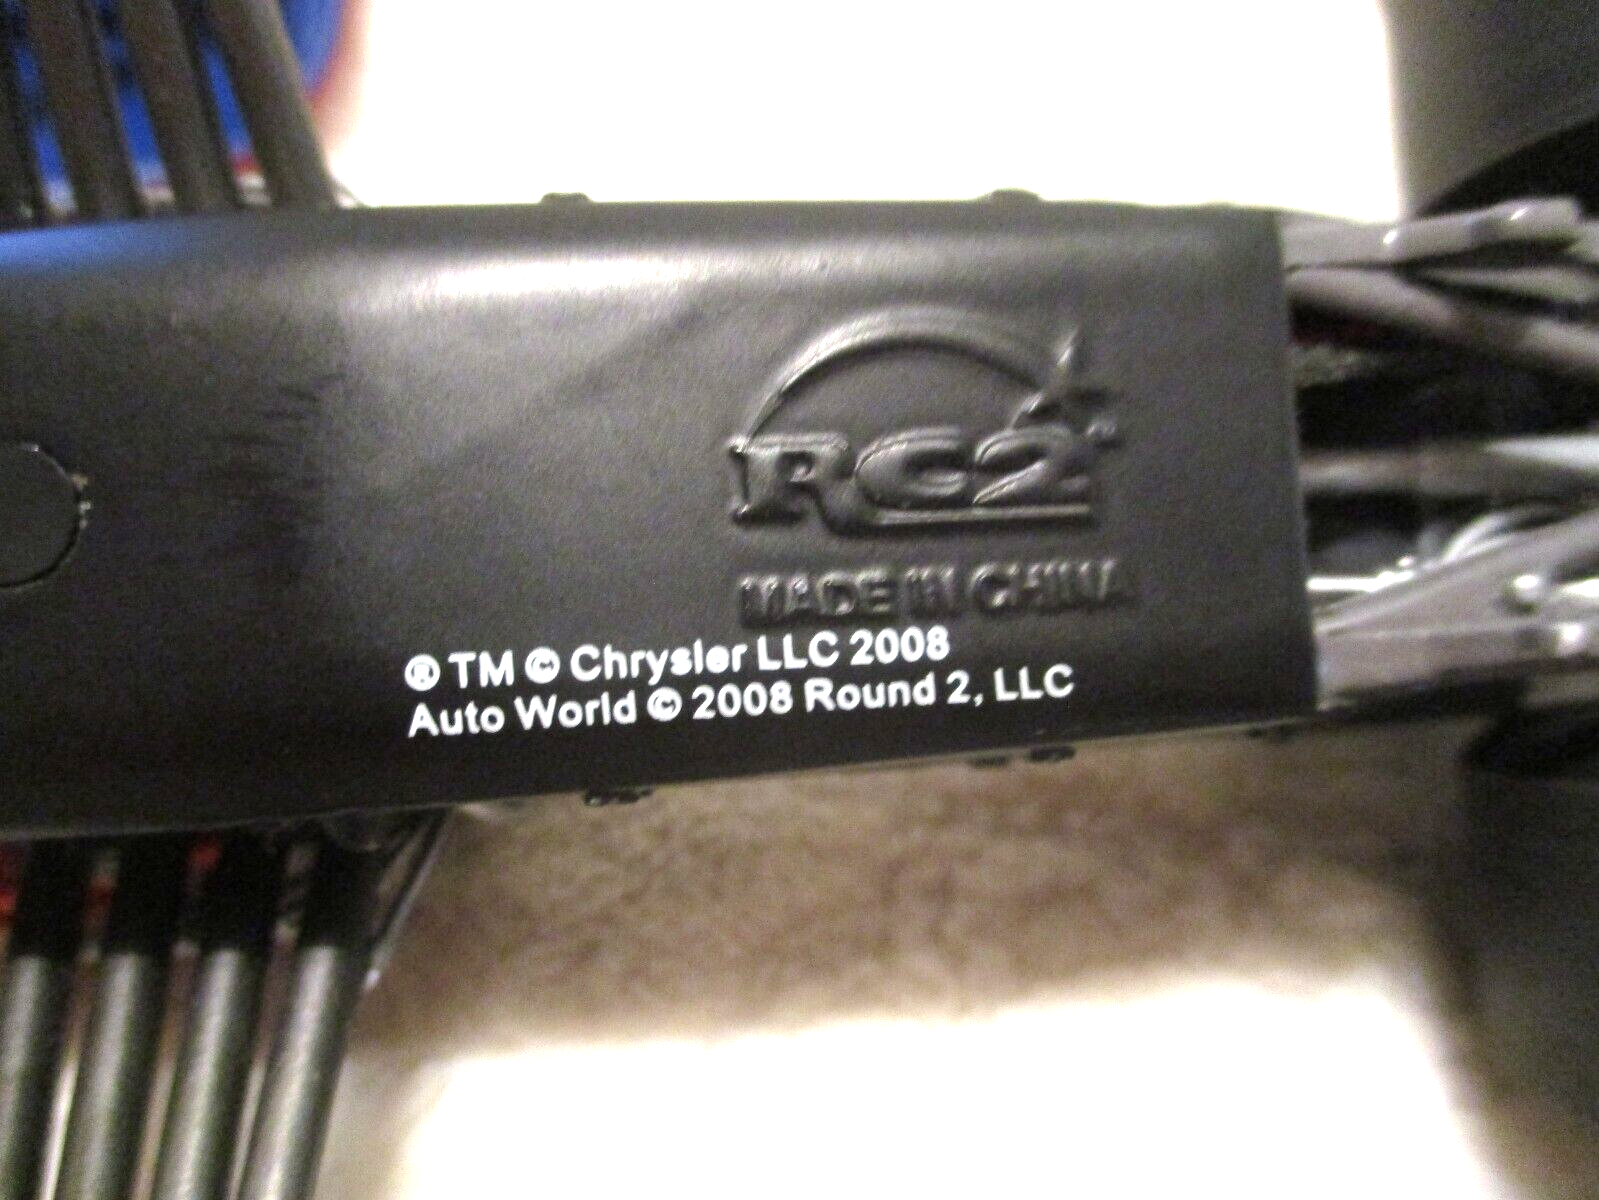 RC2
MADE IN CHINA
® TM © Chrysler LLC 2008
Auto World © 2008 Round 2, LLC